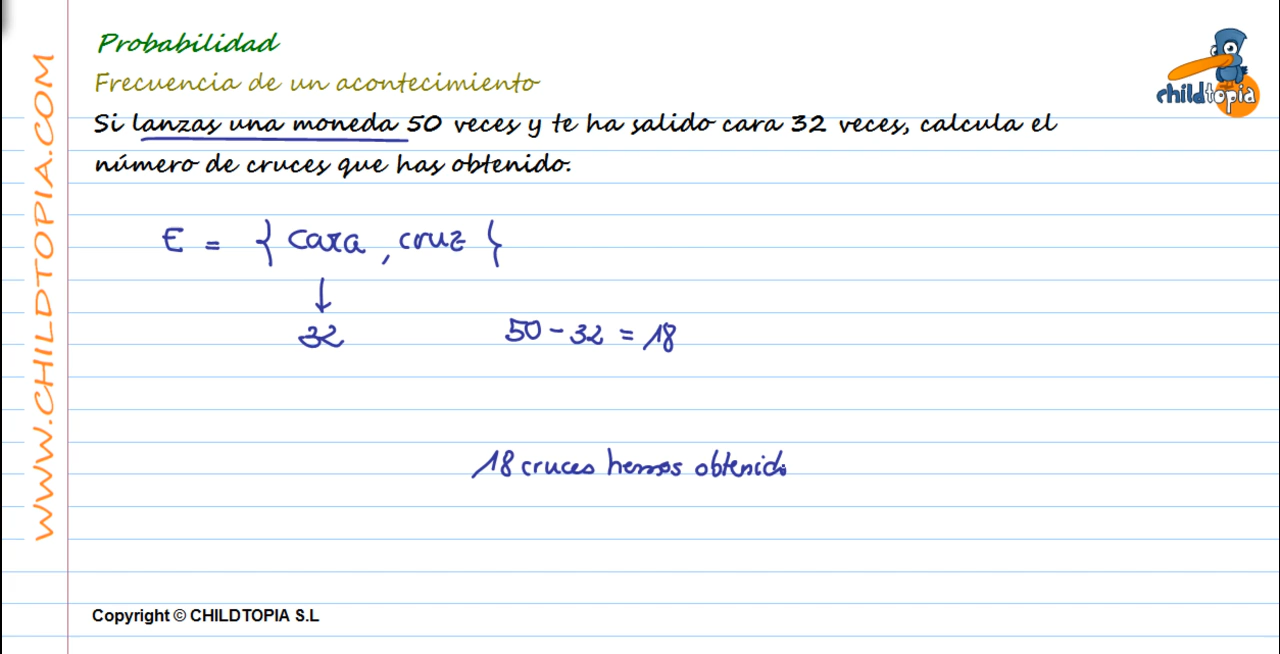 Probabilidad
Frecuencia de un acontecimiento
childtopia
Si lanzas una moneda 50 veces y te ha salido cara 32 veces, calcula el
número de cruces que has obtenido.
E = { cara, cruz }
↓
32 50 - 32 = 18
18 cruces hemos obtenid
WWW.CHILDTOPIA.COM
Copyright © CHILDTOPIA S.L